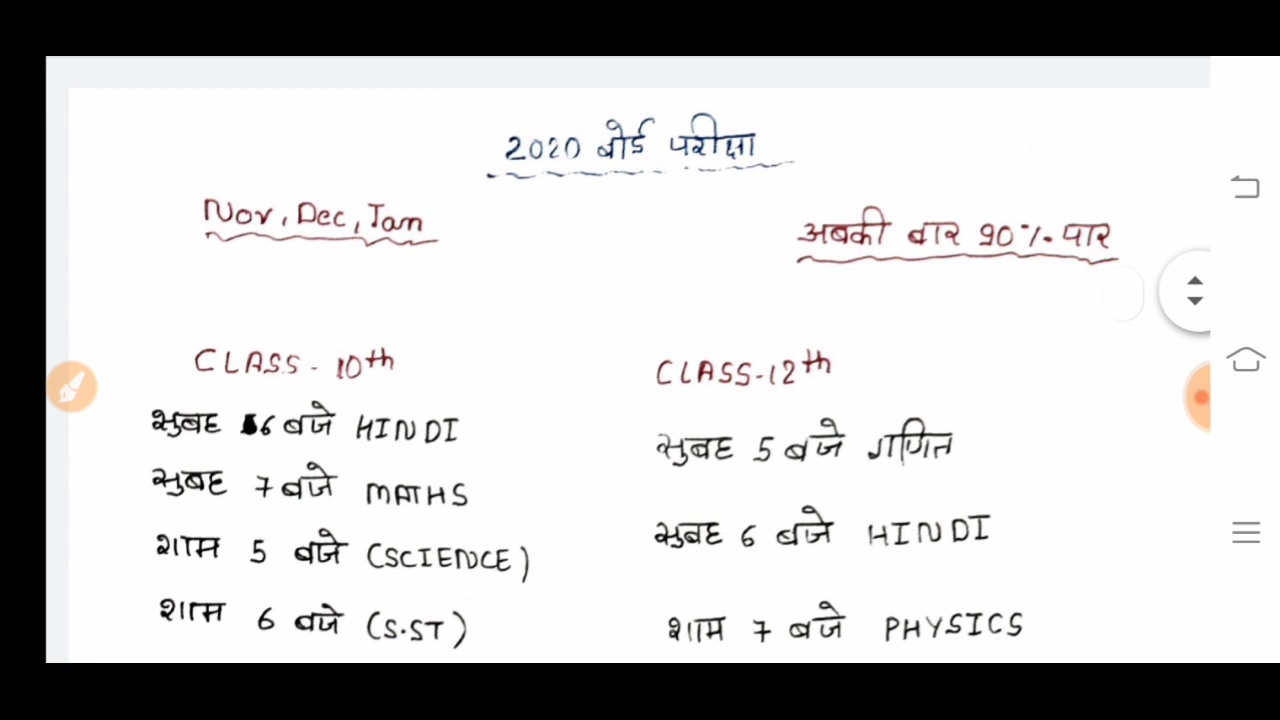 2020 बोर्ड परीक्षा
Nov, Dec, Jan
अबकी बार 90% पार
CLASS - 10th
सुबह 6 बजे HINDI
सुबह 7 बजे MATHS
शाम 5 बजे (SCIENCE)
शाम 6 बजे (S.ST)
CLASS-12th
सुबह 5 बजे गणित
सुबह 6 बजे HINDI
शाम 7 बजे PHYSICS